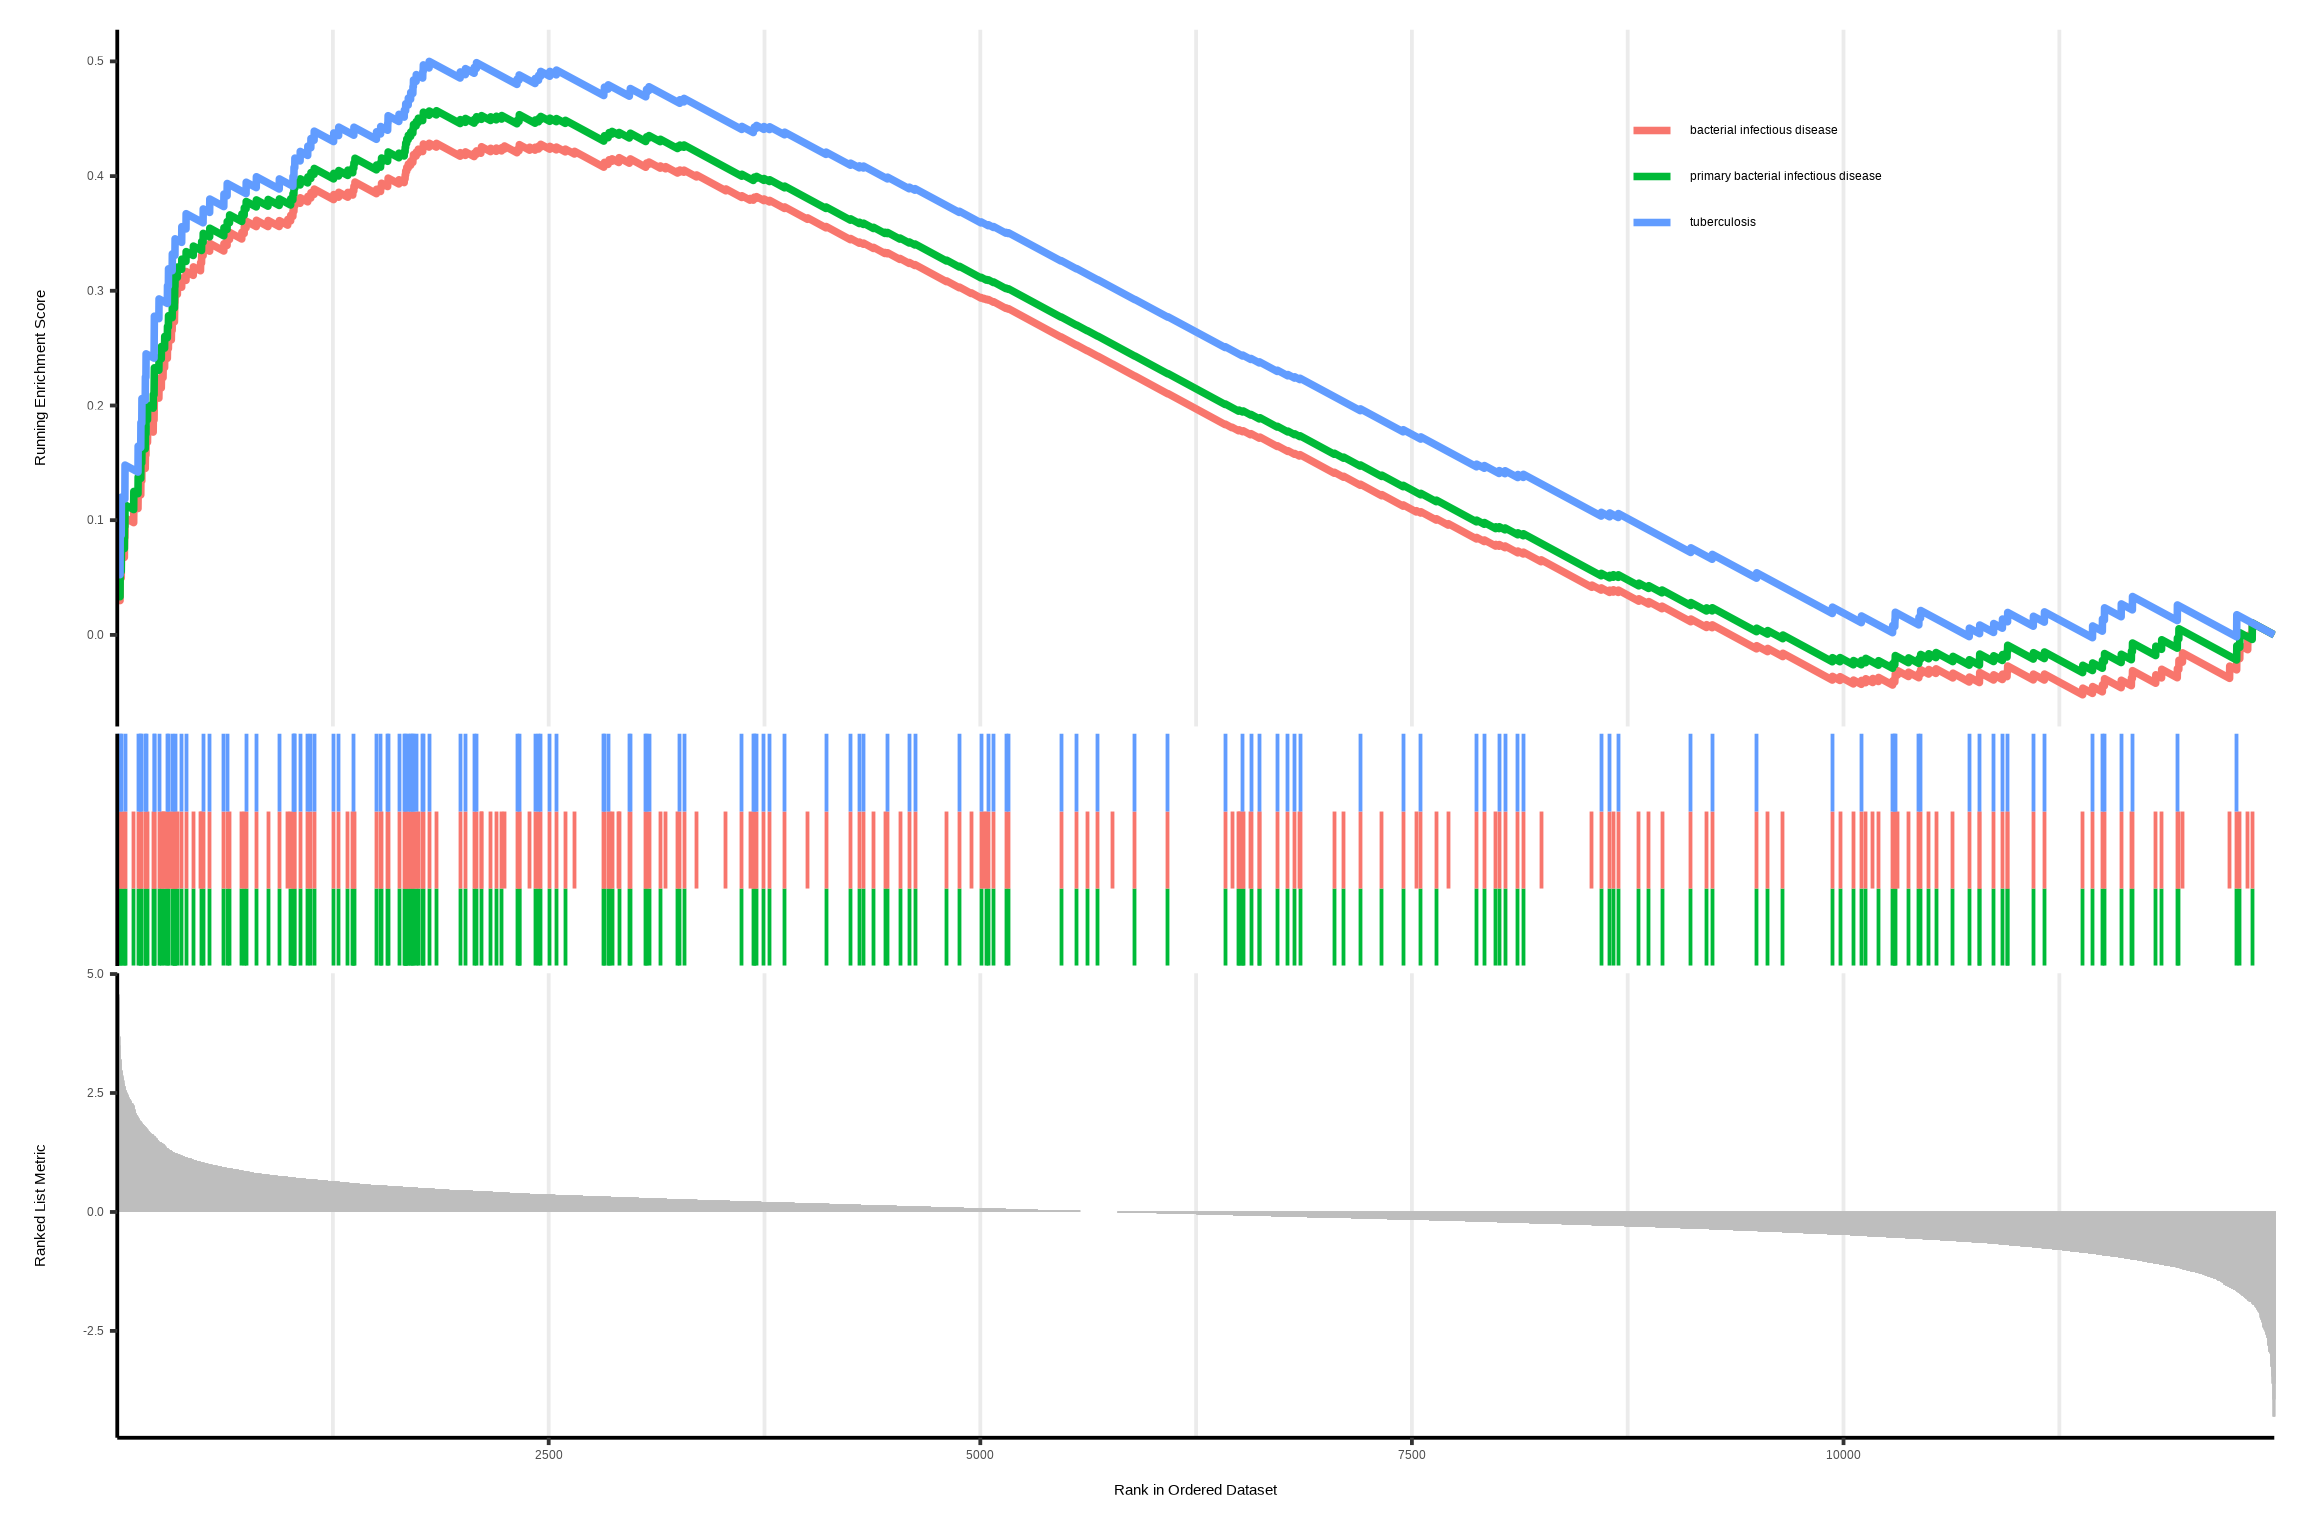 0.5
0.4
0.3
0.2
0.1
0.0
Running Enrichment Score
bacterial infectious disease
primary bacterial infectious disease
tuberculosis
5.0
2.5
0.0
-2.5
Ranked List Metric
2500
5000
7500
10000
Rank in Ordered Dataset